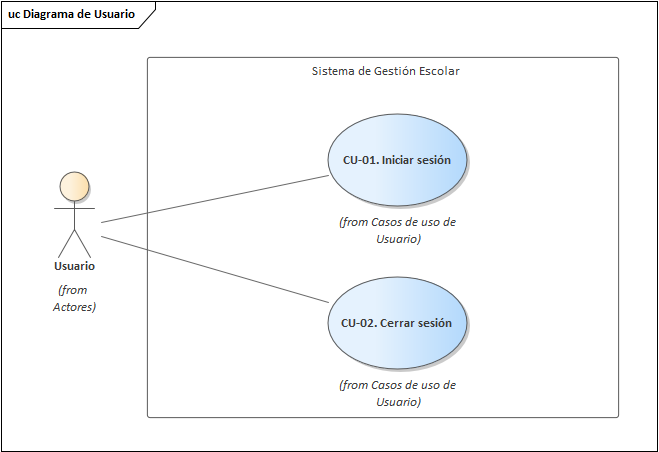 uc Diagrama de Usuario
Sistema de Gestión Escolar
CU-01. Iniciar sesión
(from Casos de uso de
Usuario)
Usuario
(from
Actores)
CU-02. Cerrar sesión
(from Casos de uso de
Usuario)